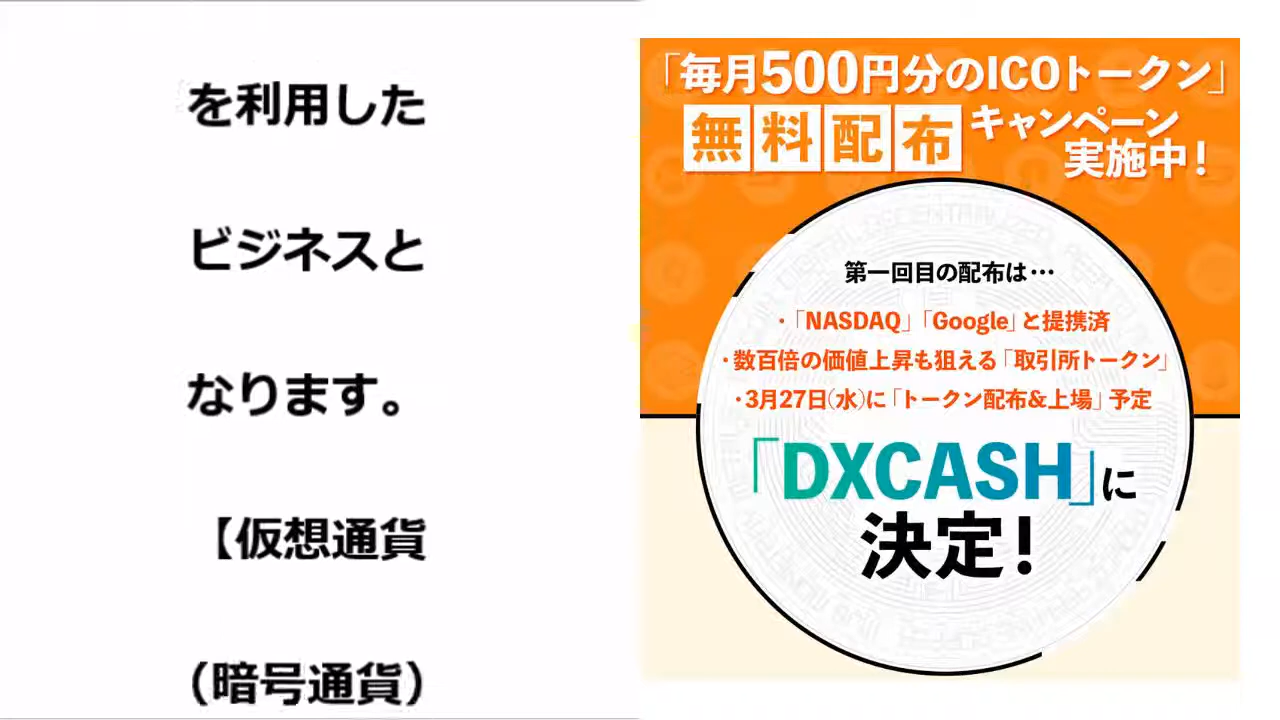 を利用した
ビジネスと
なります。
【仮想通貨
（暗号通貨）
「毎月500円分のICOトークン」
無料配布キャンペーン
実施中！
第一回目の配布は…
・「NASDAQ」「Google」と提携済
・数百倍の価値上昇も狙える「取引所トークン」
・3月27日(水)に「トークン配布&上場」予定
「DXCASH」に
決定！